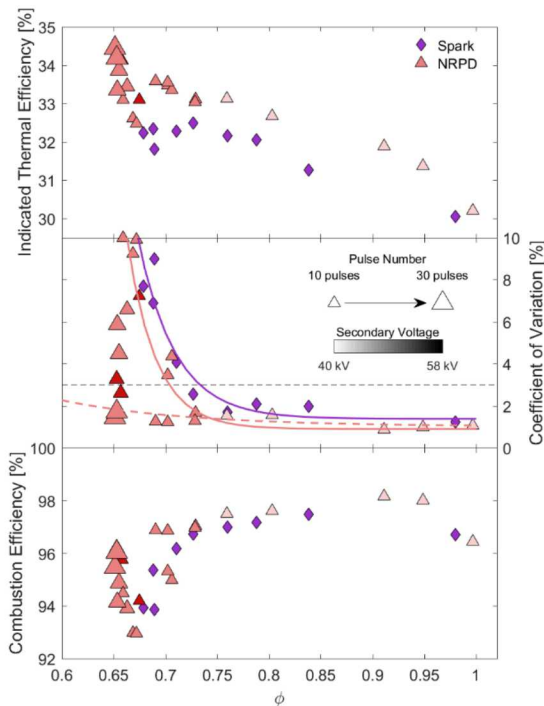 35
34
33
32
31
30
Indicated Thermal Efficiency [%]
Spark
NRPD
10
8
6
4
2
0
Coefficient of Variation [%]
Pulse Number
10 pulses
30 pulses
Secondary Voltage
40 kV
58 kV
100
98
96
94
92
Combustion Efficiency [%]
0.6
0.65
0.7
0.75
0.8
0.85
0.9
0.95
1
ϕ